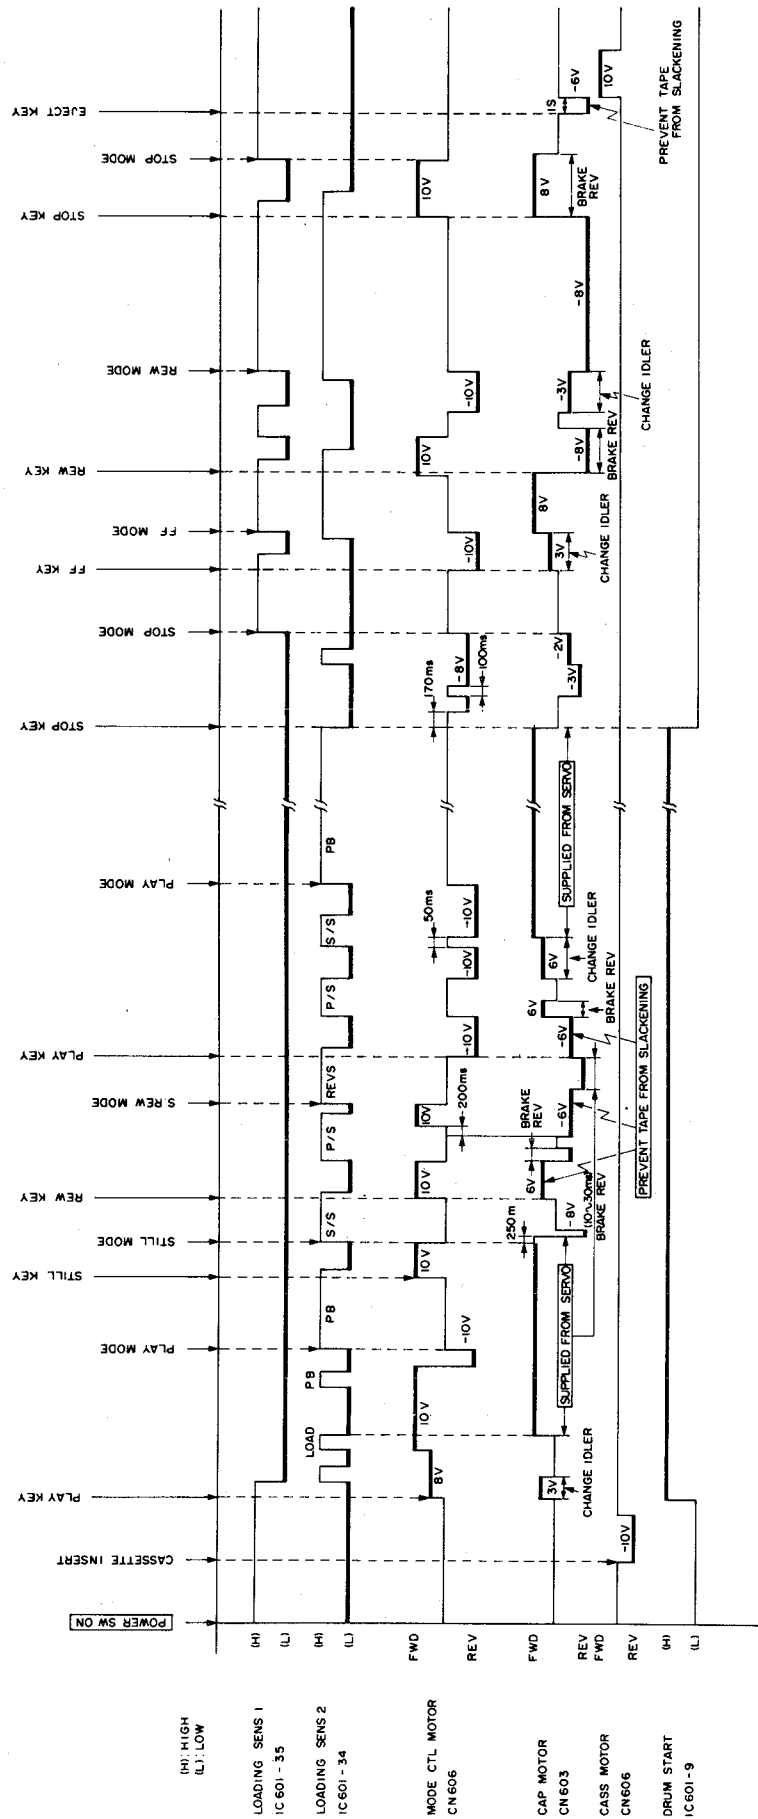 POWER SW ON
CASSETTE INSERT
PLAY KEY
PLAY MODE
STILL KEY
STILL MODE
REW KEY
S.REW MODE
PLAY KEY
PLAY MODE
STOP KEY
STOP MODE
FF KEY
FF MODE
REW KEY
REW MODE
STOP KEY
STOP MODE
EJECT KEY
(H):HIGH
(L):LOW
LOADING SENS 1
IC601-35
(H)
(L)
LOADING SENS 2
IC601-34
(H)
(L)
LOAD
PB
PB
S/S
P/S
REVS
P/S
S/S
PB
MODE CTL MOTOR
CN606
FWD
REV
8V
10V
-10V
10V
10V
10V
200ms
-10V
-10V
50ms
-10V
170ms
-8V
100ms
-10V
10V
-10V
10V
CAP MOTOR
CN603
FWD
REV
3V
CHANGE IDLER
SUPPLIED FROM SERVO
250m
-8V
(10~30ms)
BRAKE REV
6V
BRAKE REV
-6V
PREVENT TAPE FROM SLACKENING
-6V
6V
BRAKE REV
6V
CHANGE IDLER
SUPPLIED FROM SERVO
-3V
-2V
3V
CHANGE IDLER
8V
-8V
BRAKE REV
-3V
CHANGE IDLER
-8V
8V
BRAKE
REV
1S
-6V
PREVENT TAPE
FROM SLACKENING
CASS MOTOR
CN606
FWD
REV
-10V
10V
DRUM START
IC601-9
(H)
(L)